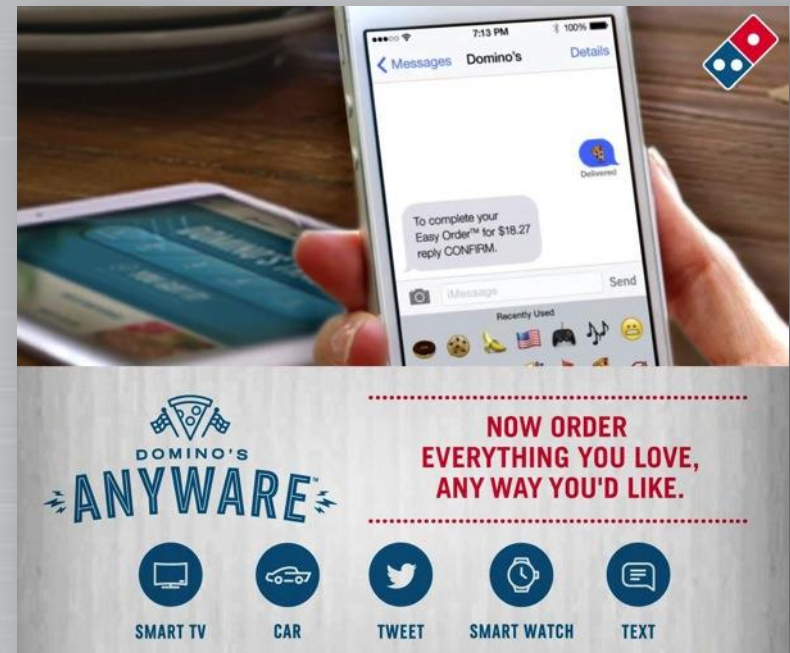 7:13 PM
100%
Messages Domino's Details
Delivered
To complete your
Easy Order™ for $18.27
reply CONFIRM.
iMessage Send
Recently Used
DOMINO'S
ANYWARE™
NOW ORDER
EVERYTHING YOU LOVE,
ANY WAY YOU'D LIKE.
SMART TV CAR TWEET SMART WATCH TEXT